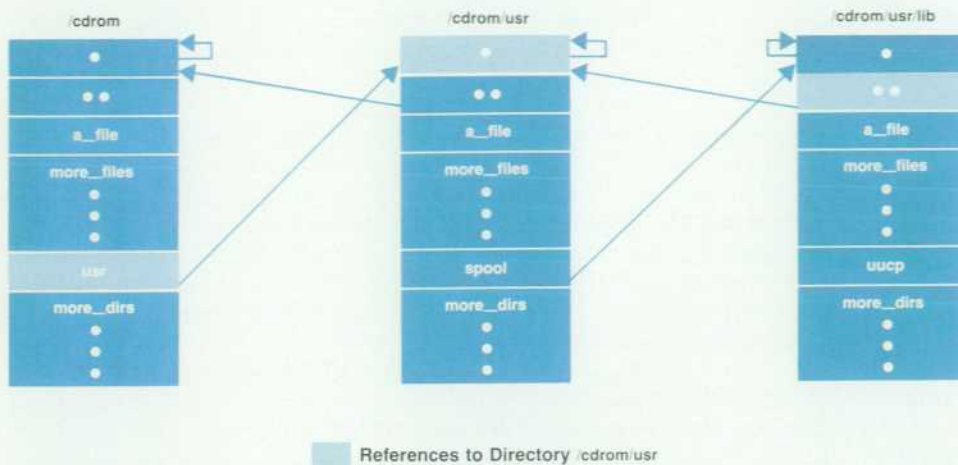 /cdrom
.
. .
a_file
more_files
usr
more_dirs
/cdrom/usr
.
. .
a_file
more_files
spool
more_dirs
/cdrom/usr/lib
.
. .
a_file
more_files
uucp
more_dirs
References to Directory /cdrom/usr